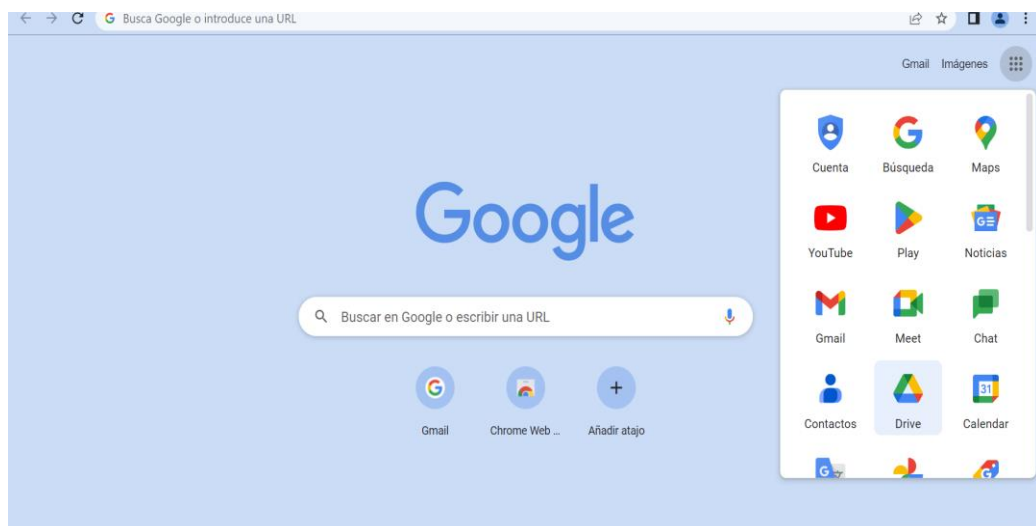 Busca Google o introduce una URL
Gmail Imágenes
Google
Buscar en Google o escribir una URL
Gmail
Chrome Web ...
Añadir atajo
Cuenta
Búsqueda
Maps
YouTube
Play
Noticias
Gmail
Meet
Chat
Contactos
Drive
31
Calendar